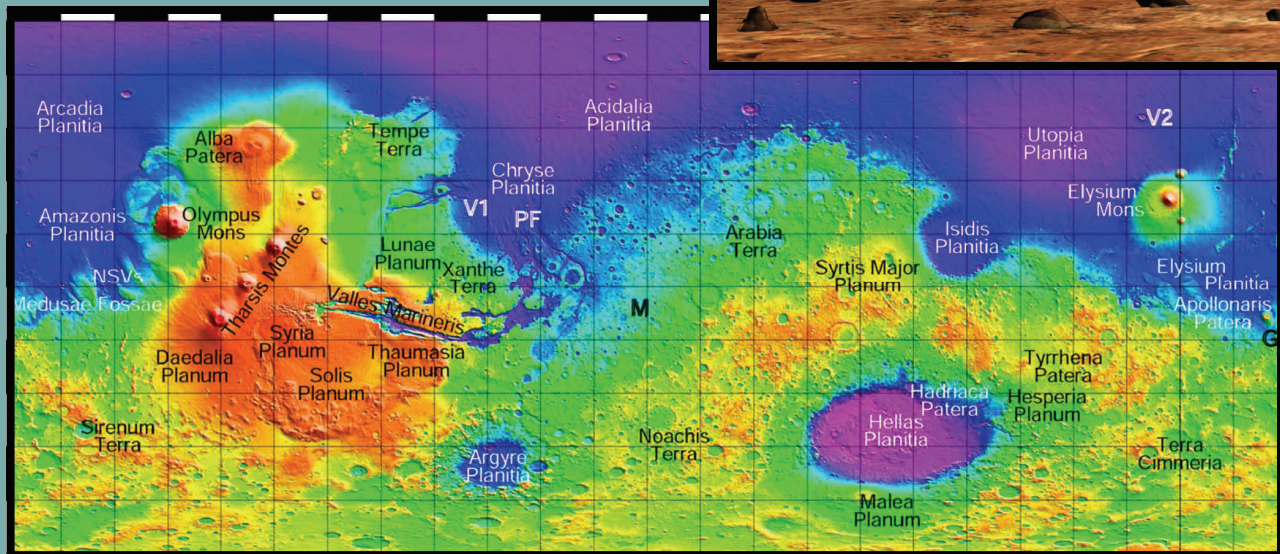 Arcadia
Planitia
Alba
Patera
Tempe
Terra
Acidalia
Planitia
Utopia
Planitia
V2
Chryse
Planitia
Elysium
Mons
Amazonis
Planitia
Olympus
Mons
V1
PF
Lunae
Planum
Xanthe
Terra
Arabia
Terra
Isidis
Planitia
NSVs
Medusae Fossae
Tharsis Montes
Valles Marineris
M
Syrtis Major
Planum
Elysium
Planitia
Apollonaris
Patera
G
Daedalia
Planum
Syria
Planum
Solis
Planum
Thaumasia
Planum
Tyrrhena
Patera
Hadriaca
Patera
Hesperia
Planum
Hellas
Planitia
Sirenum
Terra
Argyre
Planitia
Noachis
Terra
Terra
Cimmeria
Malea
Planum